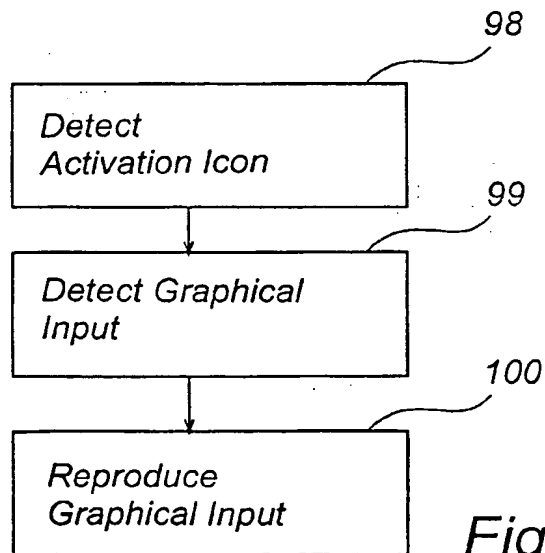 98
Detect
Activation Icon
99
Detect Graphical
Input
100
Reproduce
Graphical Input
Fig